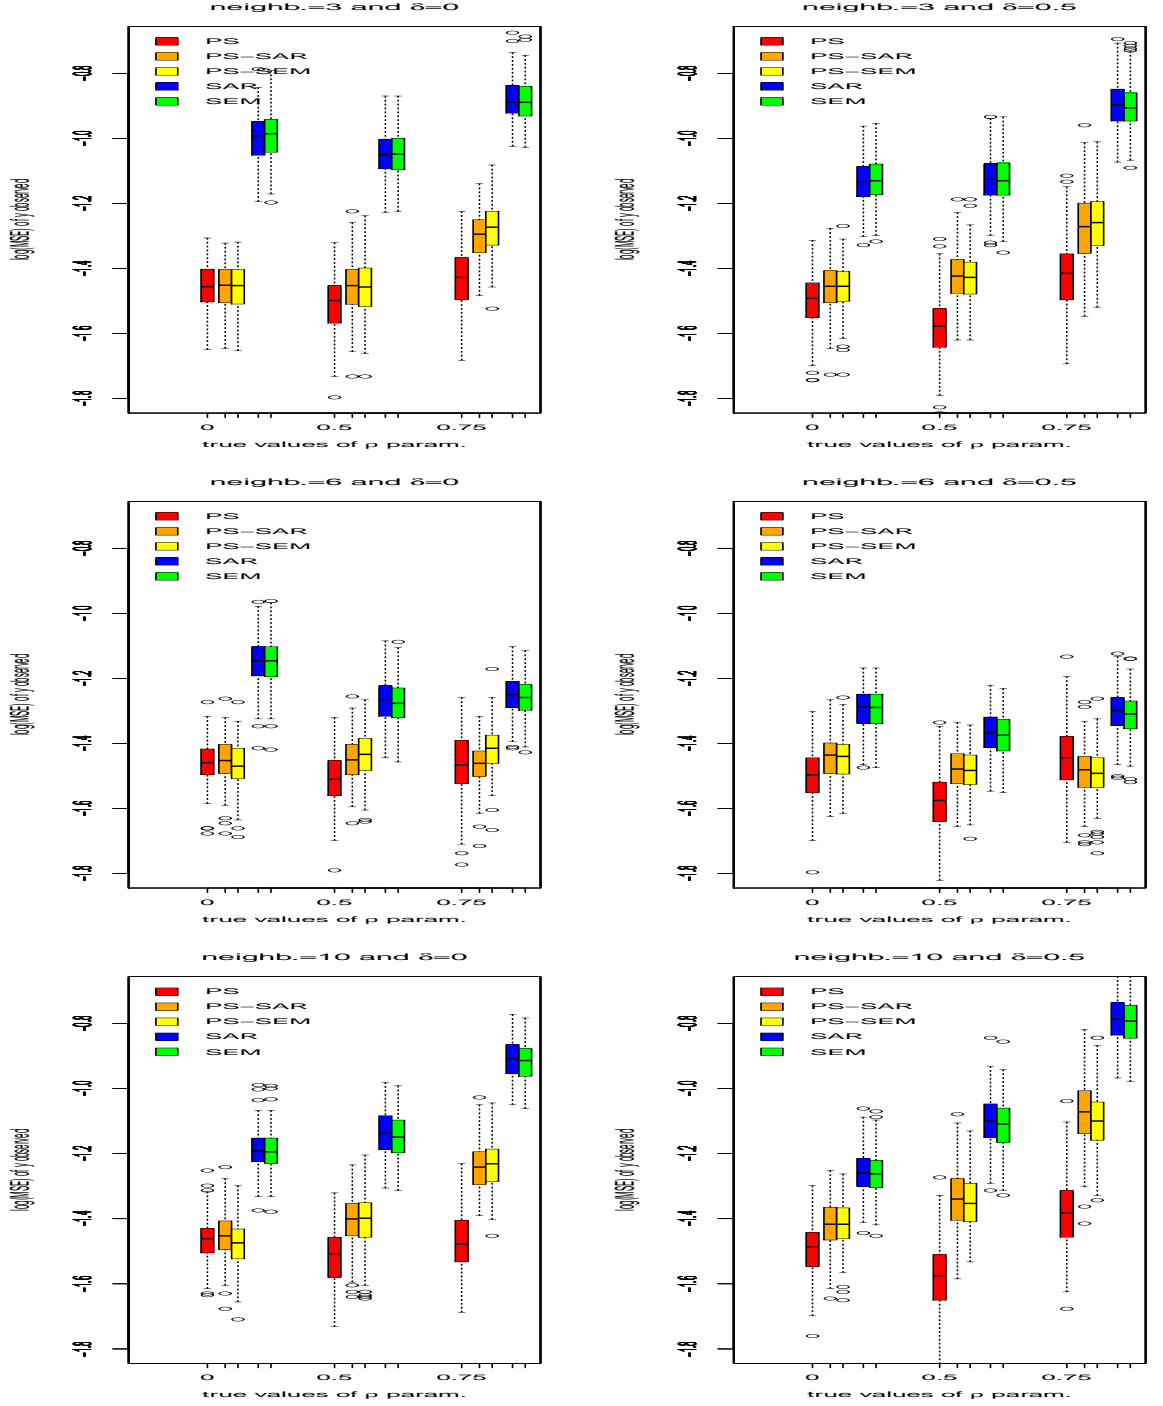 neighb.=3 and δ=0
PS
PS−SAR
PS−SEM
SAR
SEM
−0.8
−1.0
−1.2
−1.4
−1.6
−1.8
log(MSE) of y observed
0 0.5 0.75
true values of ρ param.
neighb.=3 and δ=0.5
PS
PS−SAR
PS−SEM
SAR
SEM
−0.8
−1.0
−1.2
−1.4
−1.6
−1.8
log(MSE) of y observed
0 0.5 0.75
true values of ρ param.
neighb.=6 and δ=0
PS
PS−SAR
PS−SEM
SAR
SEM
−0.8
−1.0
−1.2
−1.4
−1.6
−1.8
log(MSE) of y observed
0 0.5 0.75
true values of ρ param.
neighb.=6 and δ=0.5
PS
PS−SAR
PS−SEM
SAR
SEM
−0.8
−1.0
−1.2
−1.4
−1.6
−1.8
log(MSE) of y observed
0 0.5 0.75
true values of ρ param.
neighb.=10 and δ=0
PS
PS−SAR
PS−SEM
SAR
SEM
−0.8
−1.0
−1.2
−1.4
−1.6
−1.8
log(MSE) of y observed
0 0.5 0.75
true values of ρ param.
neighb.=10 and δ=0.5
PS
PS−SAR
PS−SEM
SAR
SEM
−0.8
−1.0
−1.2
−1.4
−1.6
−1.8
log(MSE) of y observed
0 0.5 0.75
true values of ρ param.